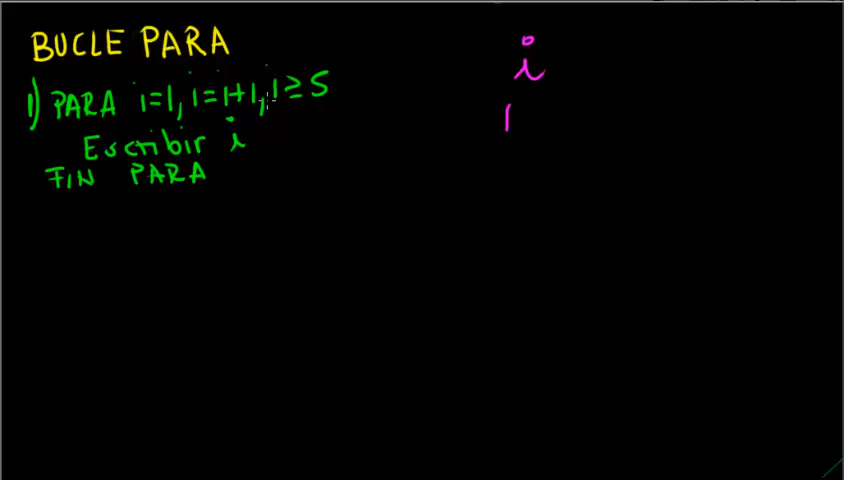 BUCLE PARA
i
1) PARA i=1, i=i+1, i≥5
1
Escribir i
FIN PARA